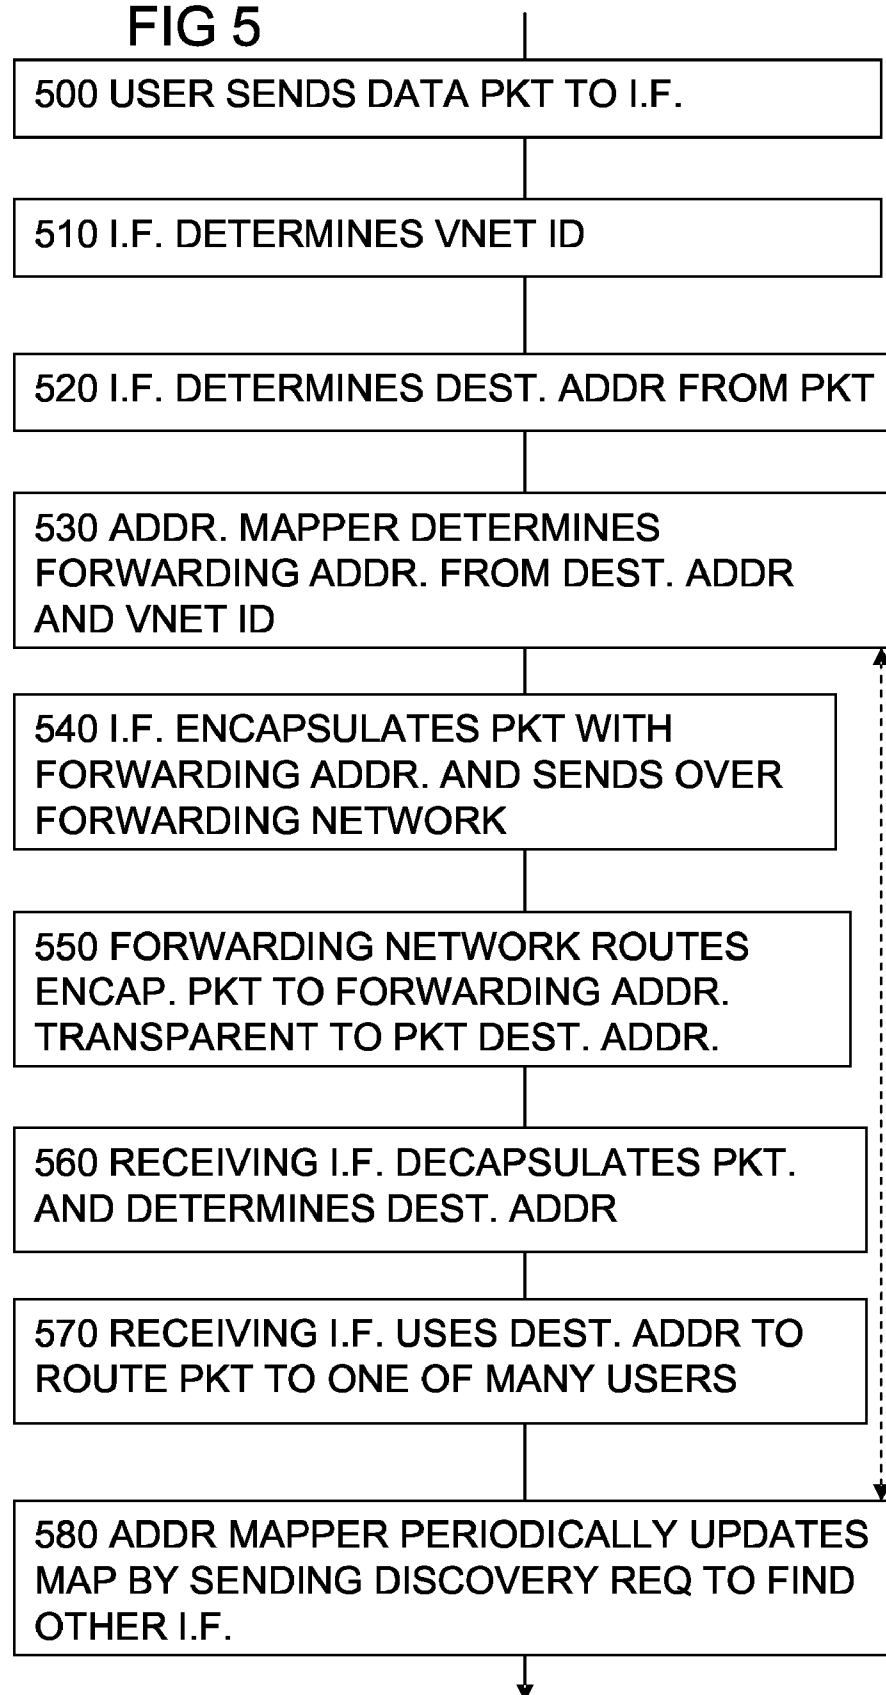 FIG 5
500 USER SENDS DATA PKT TO I.F.
510 I.F. DETERMINES VNET ID
520 I.F. DETERMINES DEST. ADDR FROM PKT
530 ADDR. MAPPER DETERMINES
FORWARDING ADDR. FROM DEST. ADDR
AND VNET ID
540 I.F. ENCAPSULATES PKT WITH
FORWARDING ADDR. AND SENDS OVER
FORWARDING NETWORK
550 FORWARDING NETWORK ROUTES
ENCAP. PKT TO FORWARDING ADDR.
TRANSPARENT TO PKT DEST. ADDR.
560 RECEIVING I.F. DECAPSULATES PKT.
AND DETERMINES DEST. ADDR
570 RECEIVING I.F. USES DEST. ADDR TO
ROUTE PKT TO ONE OF MANY USERS
580 ADDR MAPPER PERIODICALLY UPDATES
MAP BY SENDING DISCOVERY REQ TO FIND
OTHER I.F.